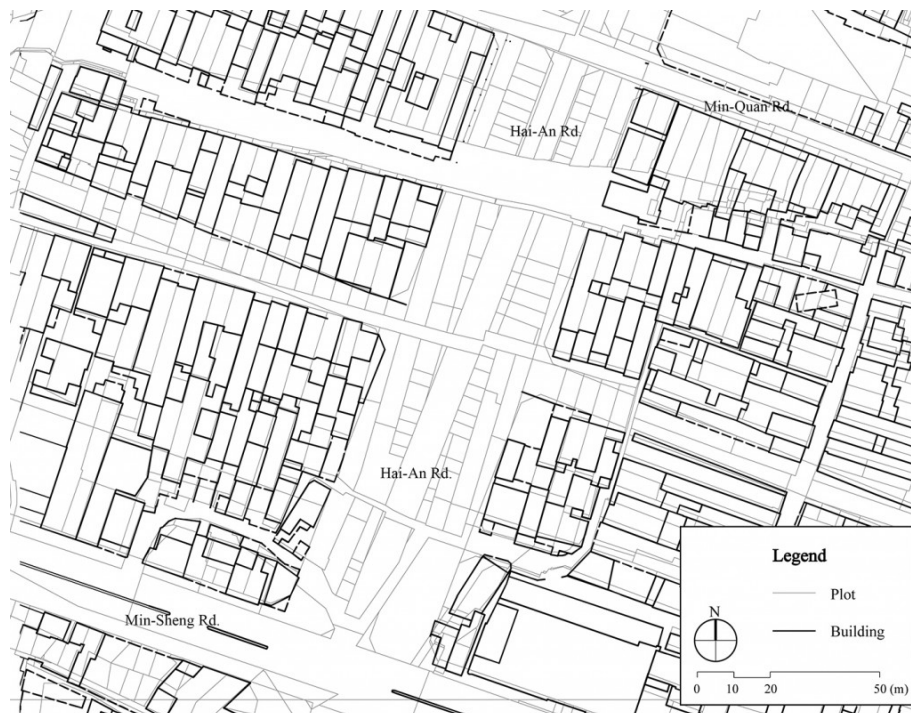 Min-Quan Rd.
Hai-An Rd.
Hai-An Rd.
Min-Sheng Rd.
Legend
Plot
Building
N
0 10 20 50 (m)